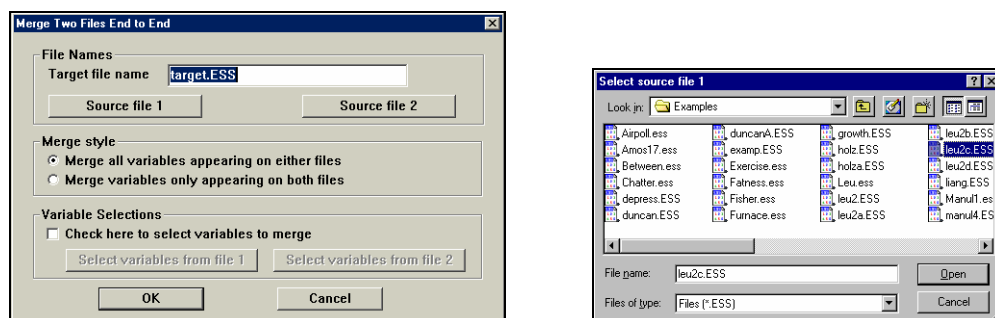 Merge Two Files End to End
File Names
Target file name target.ESS
Source file 1 Source file 2
Merge style
Merge all variables appearing on either files
Merge variables only appearing on both files
Variable Selections
Check here to select variables to merge
Select variables from file 1 Select variables from file 2
OK Cancel
Select source file 1
Look in: Examples
Airpoll.ess duncanA.ESS growth.ESS leu2b.ESS
Amos17.ess examp.ESS holz.ESS leu2c.ESS
Between.ess Exercise.ess holza.ESS leu2d.ESS
Chatter.ess Fatness.ess Leu.ess liang.ESS
depress.ESS Fisher.ess leu2.ESS Manul1.es
duncan.ESS Furnace.ess leu2a.ESS manul4.ES
File name: leu2c.ESS Open
Files of type: Files (*.ESS) Cancel